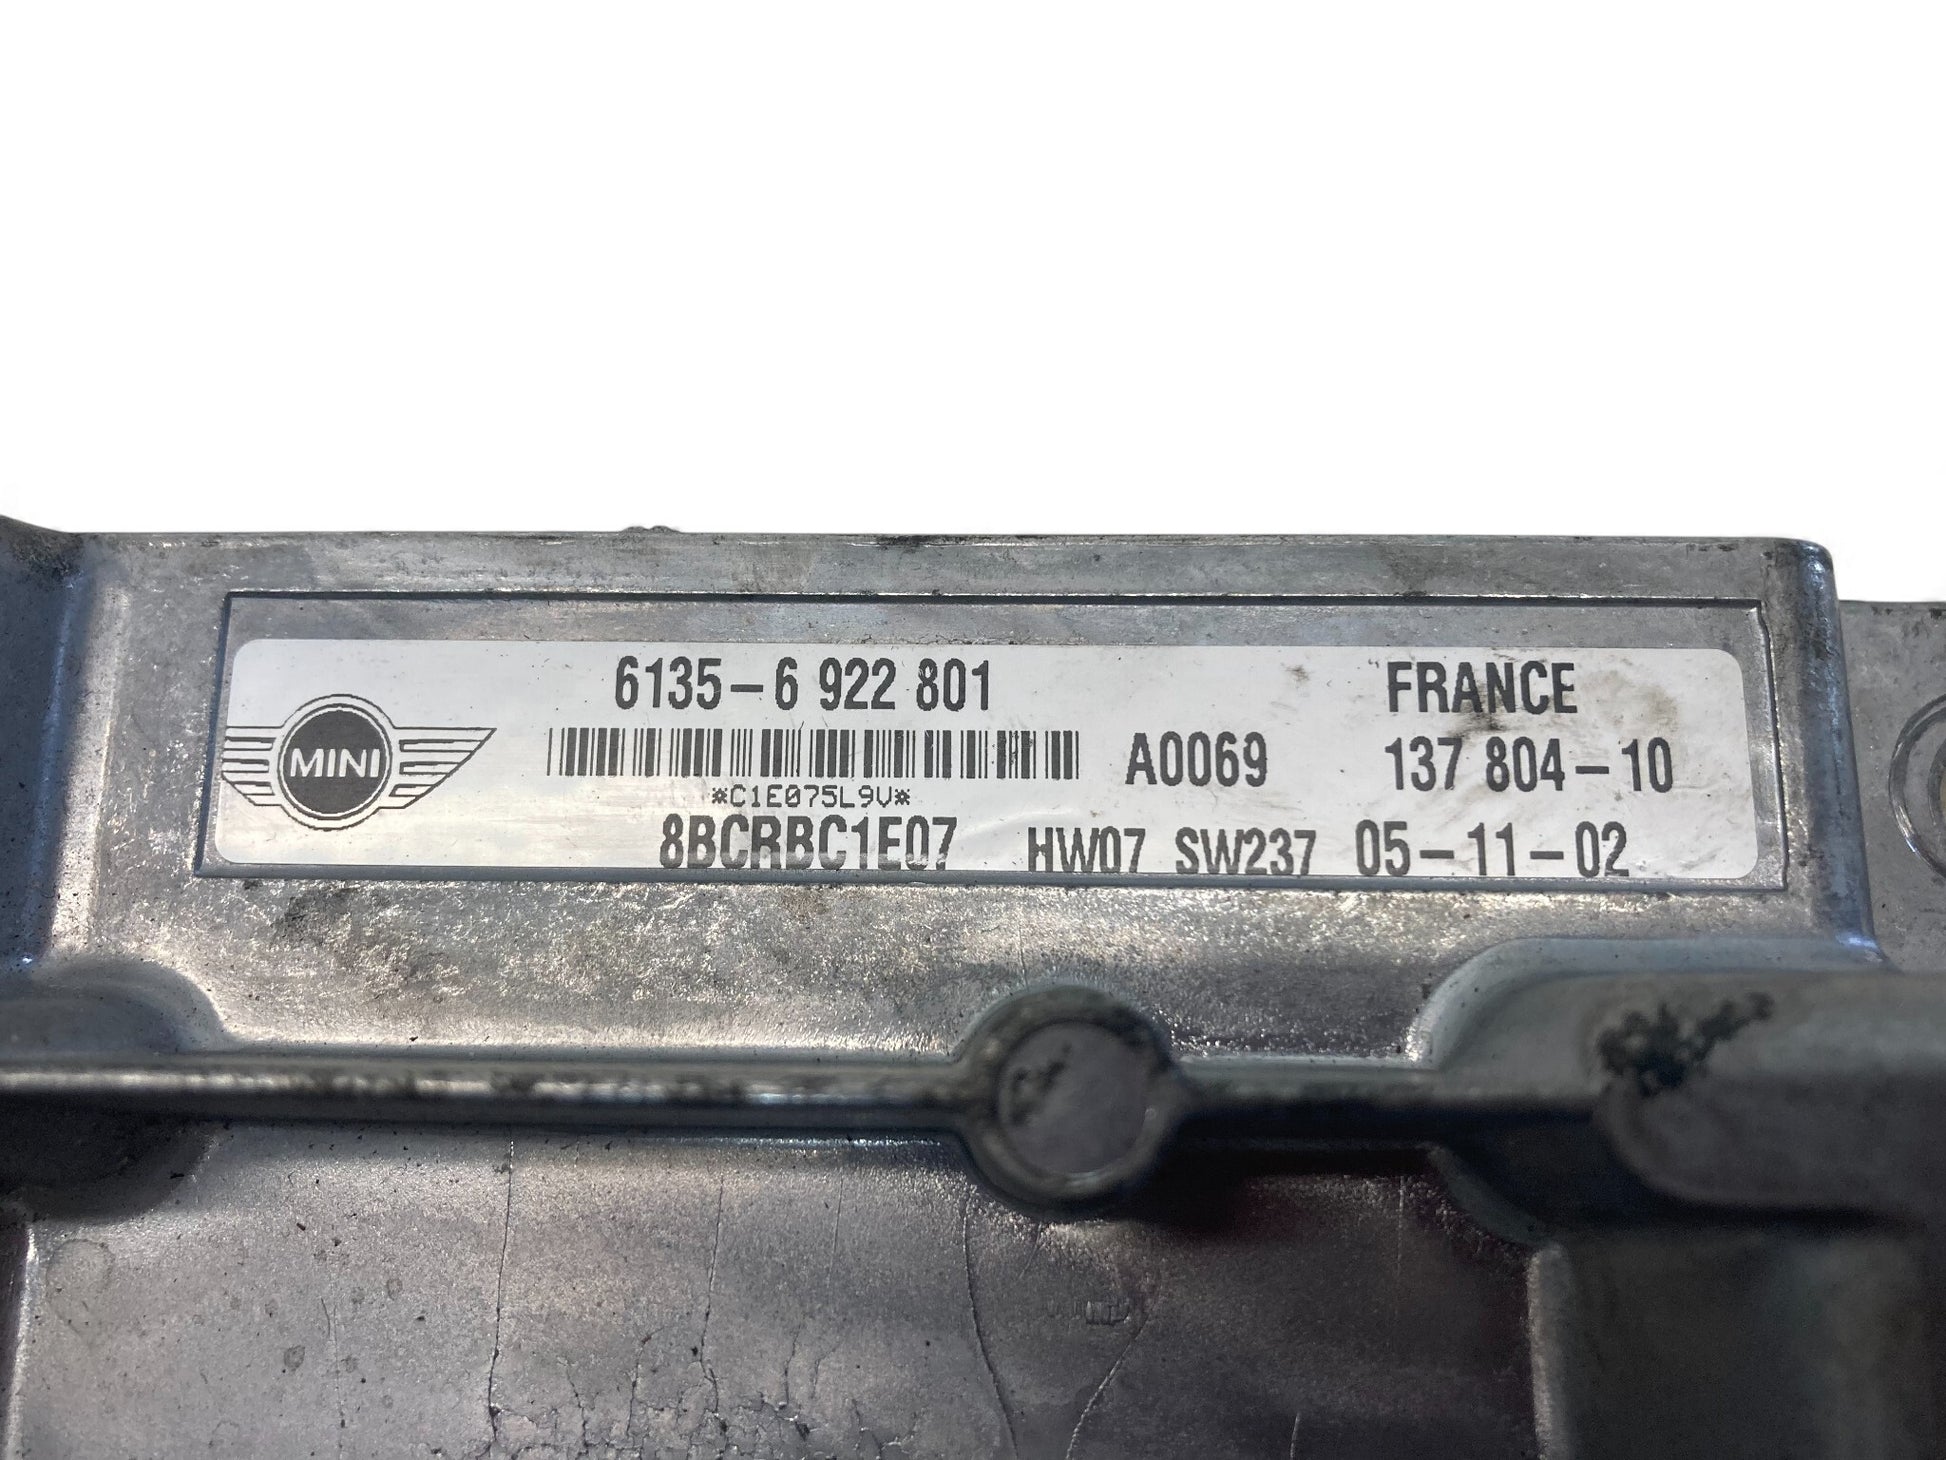 6135-6 922 801 FRANCE
MINI A0069 137 804-10
*C1E075L9V*
8BCRBC1E07 HW07 SW237 05-11-02